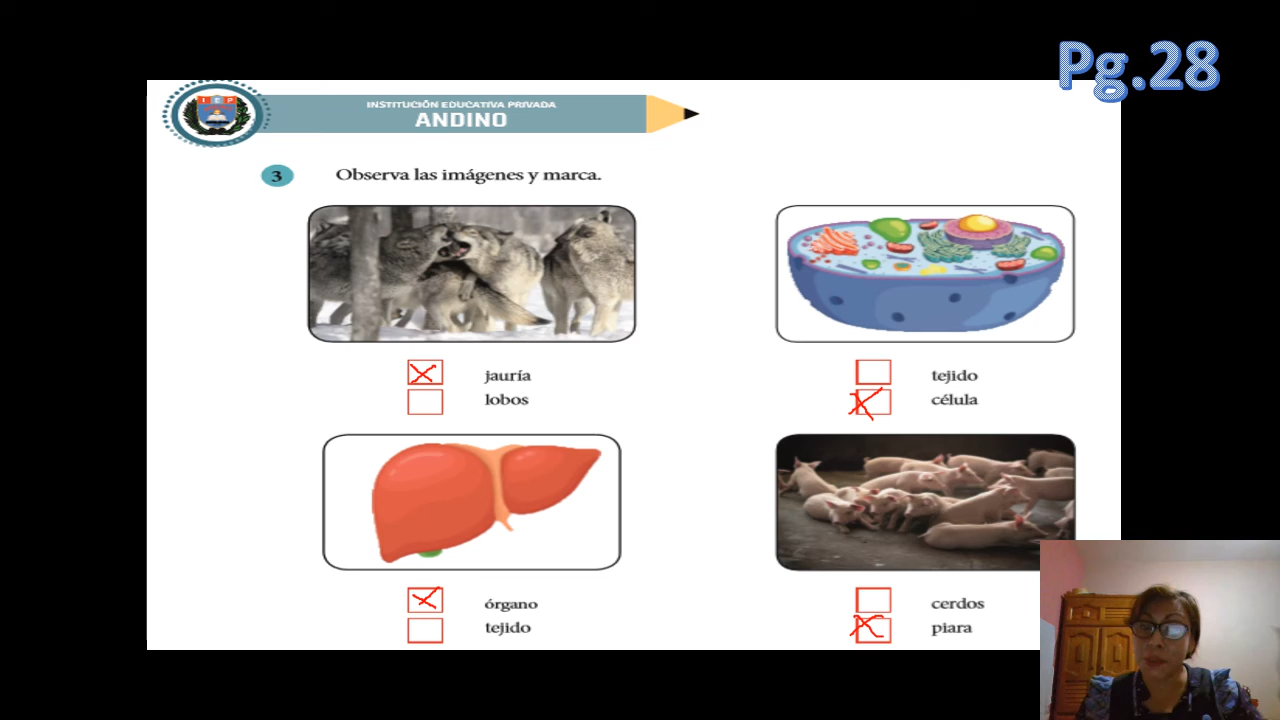 Pg.28
I E P
INSTITUCIÓN EDUCATIVA PRIVADA
ANDINO
3 Observa las imágenes y marca.
jauría
lobos
tejido
célula
órgano
tejido
cerdos
piara